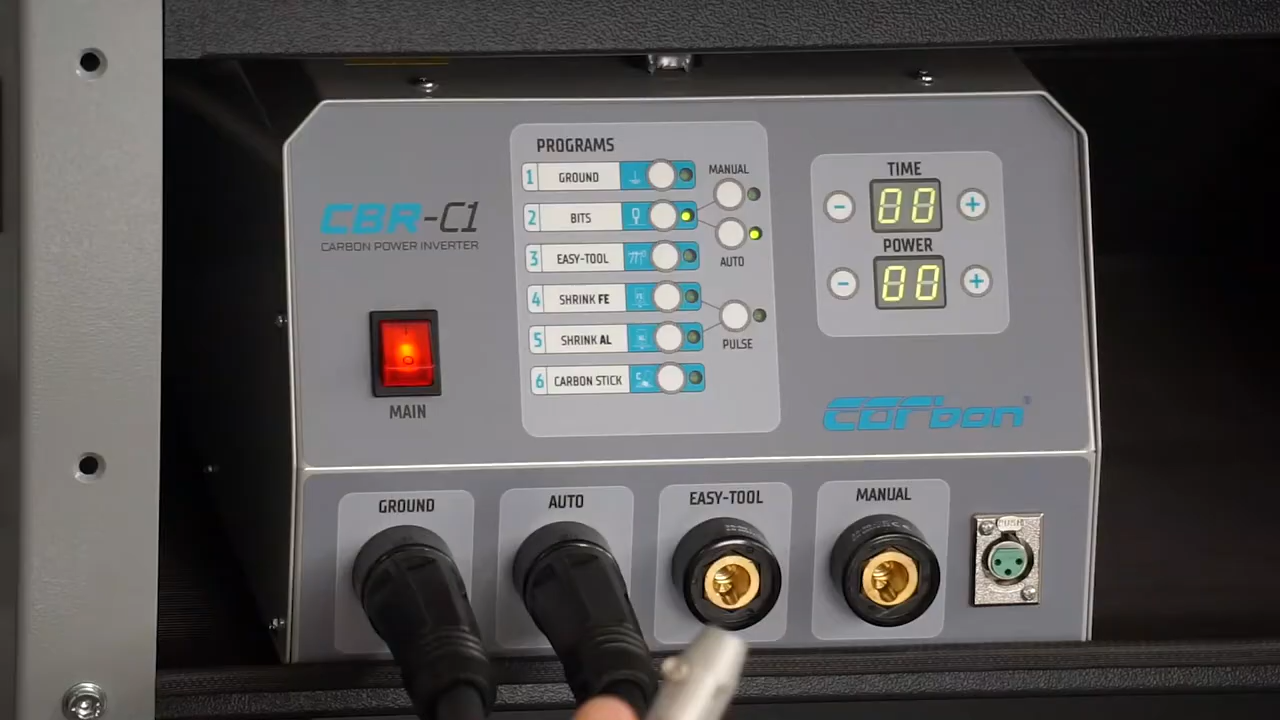 PROGRAMS
1 GROUND
2 BITS
3 EASY-TOOL
4 SHRINK FE
5 SHRINK AL
6 CARBON STICK
MANUAL
AUTO
PULSE
TIME
- 00 +
POWER
- 00 +
CBR-C1
CARBON POWER INVERTER
MAIN
carbon®
GROUND
AUTO
EASY-TOOL
MANUAL
PUSH